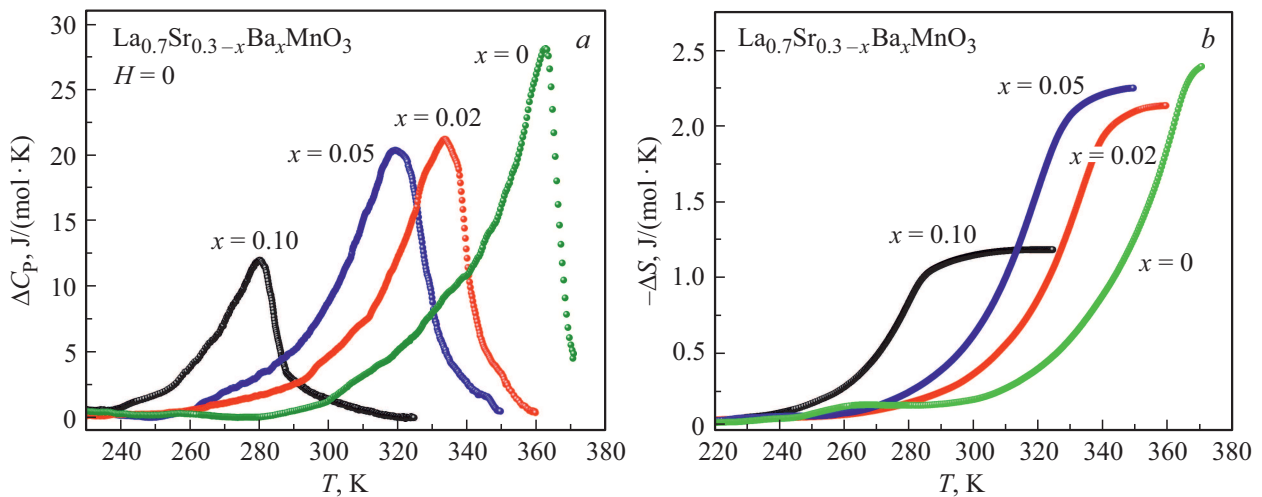 La0.7Sr0.3 – xBaxMnO3
a
H = 0
x = 0
x = 0.02
x = 0.05
x = 0.10
ΔCP, J/(mol · K)
30
25
20
15
10
5
0
240 260 280 300 320 340 360 380
T, K
La0.7Sr0.3 – xBaxMnO3
b
x = 0.05
x = 0.02
x = 0.10
x = 0
–ΔS, J/(mol · K)
2.5
2.0
1.5
1.0
0.5
0
220 240 260 280 300 320 340 360 380
T, K